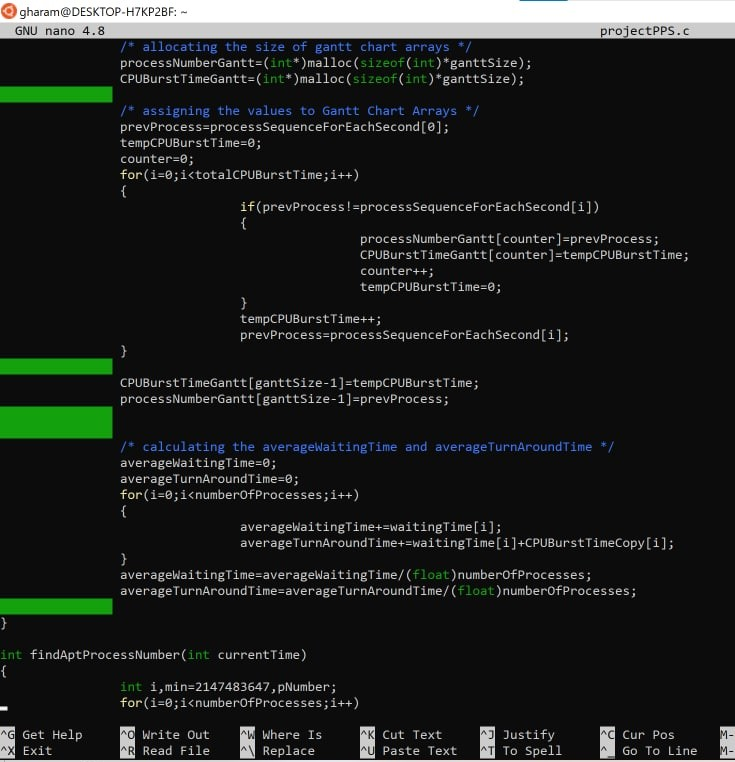 gharam@DESKTOP-H7KP2BF: ~
GNU nano 4.8 projectPPS.c
/* allocating the size of gantt chart arrays */
processNumberGantt=(int*)malloc(sizeof(int)*ganttSize);
CPUBurstTimeGantt=(int*)malloc(sizeof(int)*ganttSize);
/* assigning the values to Gantt Chart Arrays */
prevProcess=processSequenceForEachSecond[0];
tempCPUBurstTime=0;
counter=0;
for(i=0;i<totalCPUBurstTime;i++)
{
if(prevProcess!=processSequenceForEachSecond[i])
{
processNumberGantt[counter]=prevProcess;
CPUBurstTimeGantt[counter]=tempCPUBurstTime;
counter++;
tempCPUBurstTime=0;
}
tempCPUBurstTime++;
prevProcess=processSequenceForEachSecond[i];
}
CPUBurstTimeGantt[ganttSize-1]=tempCPUBurstTime;
processNumberGantt[ganttSize-1]=prevProcess;
/* calculating the averageWaitingTime and averageTurnAroundTime */
averageWaitingTime=0;
averageTurnAroundTime=0;
for(i=0;i<numberOfProcesses;i++)
{
averageWaitingTime+=waitingTime[i];
averageTurnAroundTime+=waitingTime[i]+CPUBurstTimeCopy[i];
}
averageWaitingTime=averageWaitingTime/(float)numberOfProcesses;
averageTurnAroundTime=averageTurnAroundTime/(float)numberOfProcesses;
}
int findAptProcessNumber(int currentTime)
{
int i,min=2147483647,pNumber;
for(i=0;i<numberOfProcesses;i++)
^G Get Help ^O Write Out ^W Where Is ^K Cut Text ^J Justify ^C Cur Pos M-
^X Exit ^R Read File ^\ Replace ^U Paste Text ^T To Spell ^_ Go To Line M-